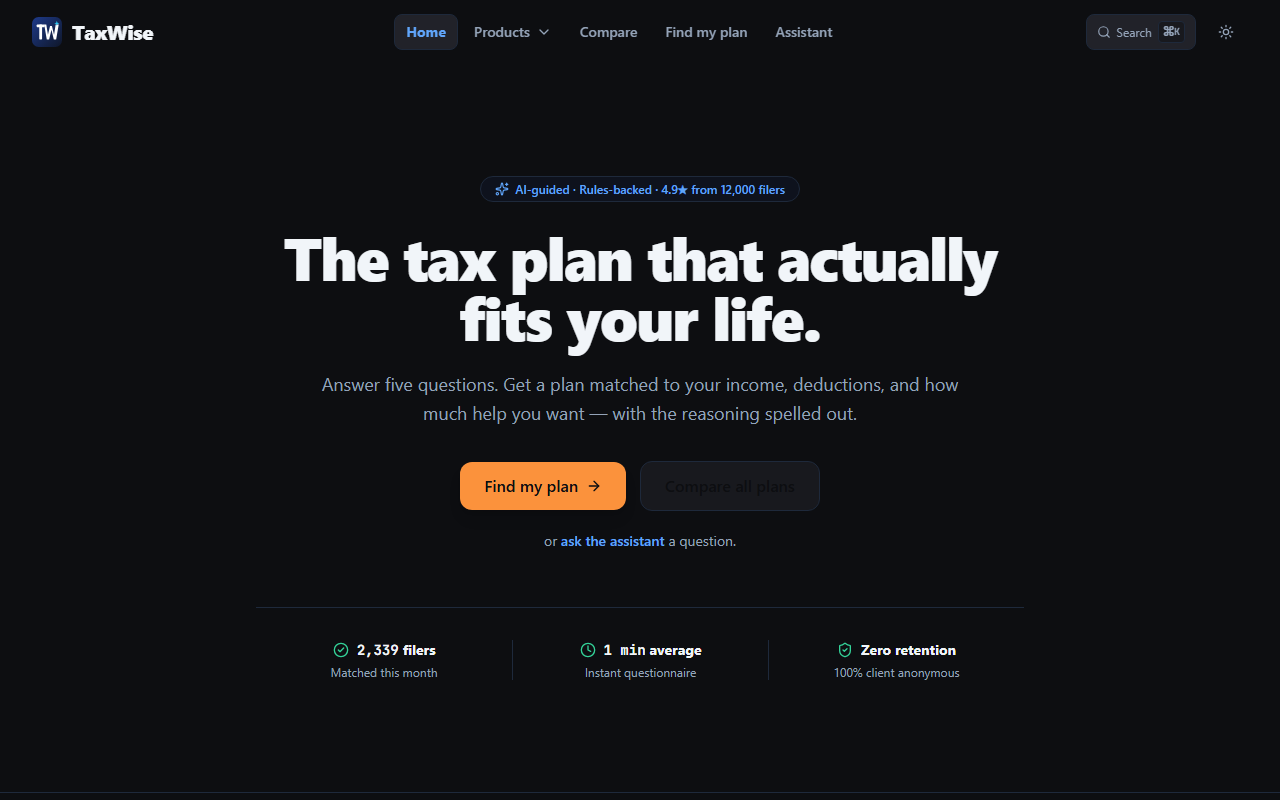 TW TaxWise
Home Products Compare Find my plan Assistant
Search ⌘K
AI-guided · Rules-backed · 4.9★ from 12,000 filers
The tax plan that actually
fits your life.
Answer five questions. Get a plan matched to your income, deductions, and how
much help you want — with the reasoning spelled out.
Find my plan →
Compare all plans
or ask the assistant a question.
2,339 filers
Matched this month
1 min average
Instant questionnaire
Zero retention
100% client anonymous